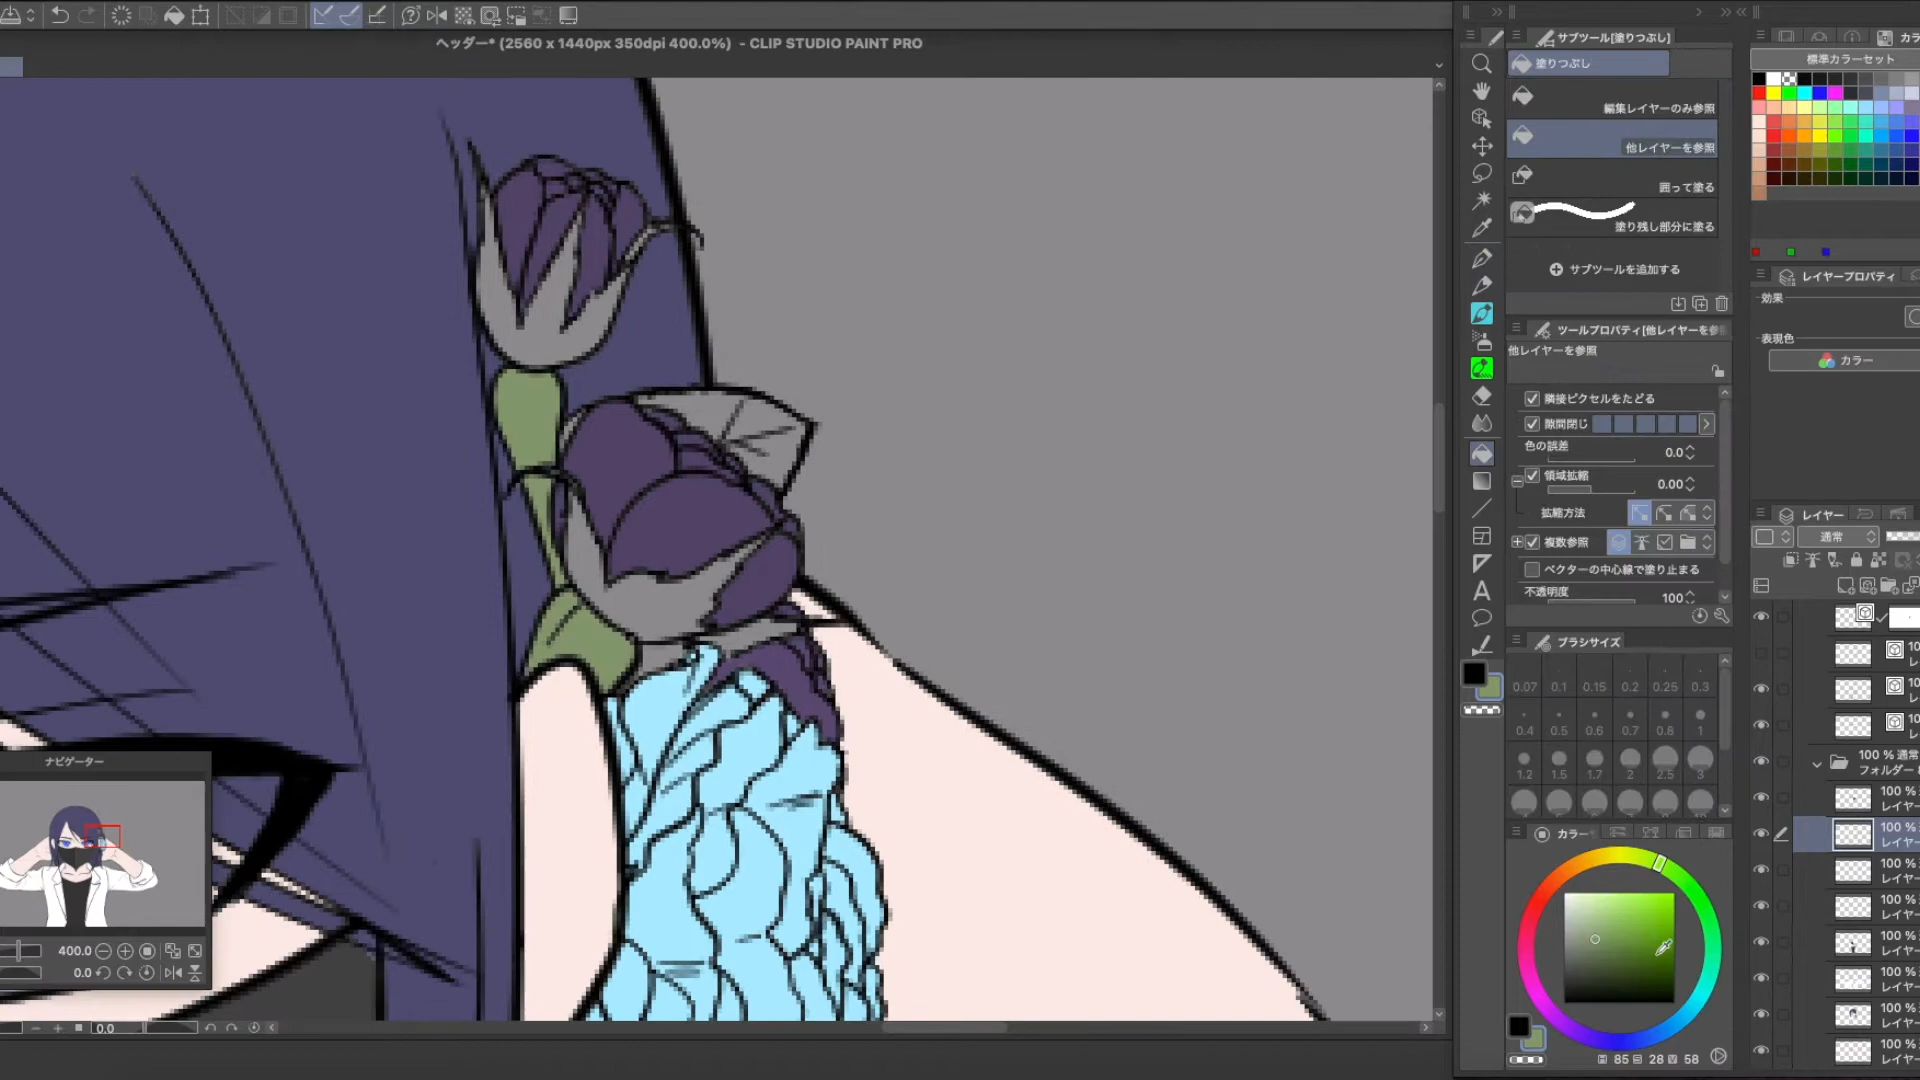 ヘッダー* (2560 x 1440px 350dpi 400.0%)  - CLIP STUDIO PAINT PRO
サブツール[塗りつぶし]
塗りつぶし
編集レイヤーのみ参照
他レイヤーを参照
囲って塗る
塗り残し部分に塗る
サブツールを追加する
ツールプロパティ[他レイヤーを参
他レイヤーを参照
隣接ピクセルをたどる
隙間閉じ
色の誤差 0.0
領域拡縮 0.00
拡縮方法
複数参照
ベクターの中心線で塗り止まる
不透明度 100
ブラシサイズ
0.07 0.1 0.15 0.2 0.25 0.3
0.4 0.5 0.6 0.7 0.8 1
1.2 1.5 1.7 2 2.5 3
カラー
85 28 58
標準カラーセット
レイヤープロパティ
効果
表現色
カラー
レイヤー
通常
100 % 通常
フォルダー
100 %
レイヤー
100 %
レイヤー
100 %
レイヤー
100 %
レイヤー
100 %
レイヤー
100 %
レイヤー
100 %
レイヤー
100 %
レイヤー
ナビゲーター
400.0
0.0
0.0